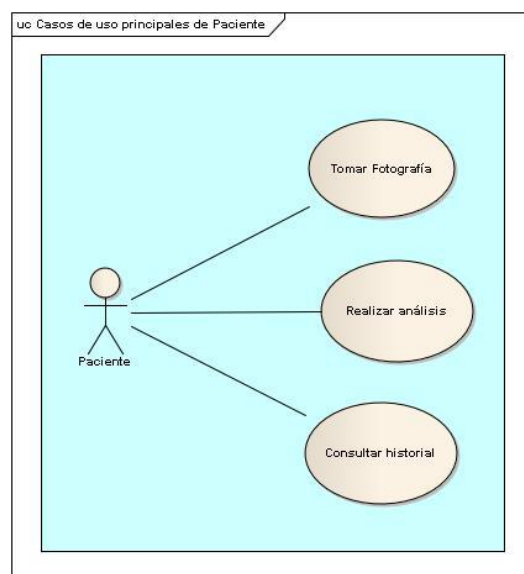 uc Casos de uso principales de Paciente
Tomar Fotografía
Realizar análisis
Paciente
Consultar historial